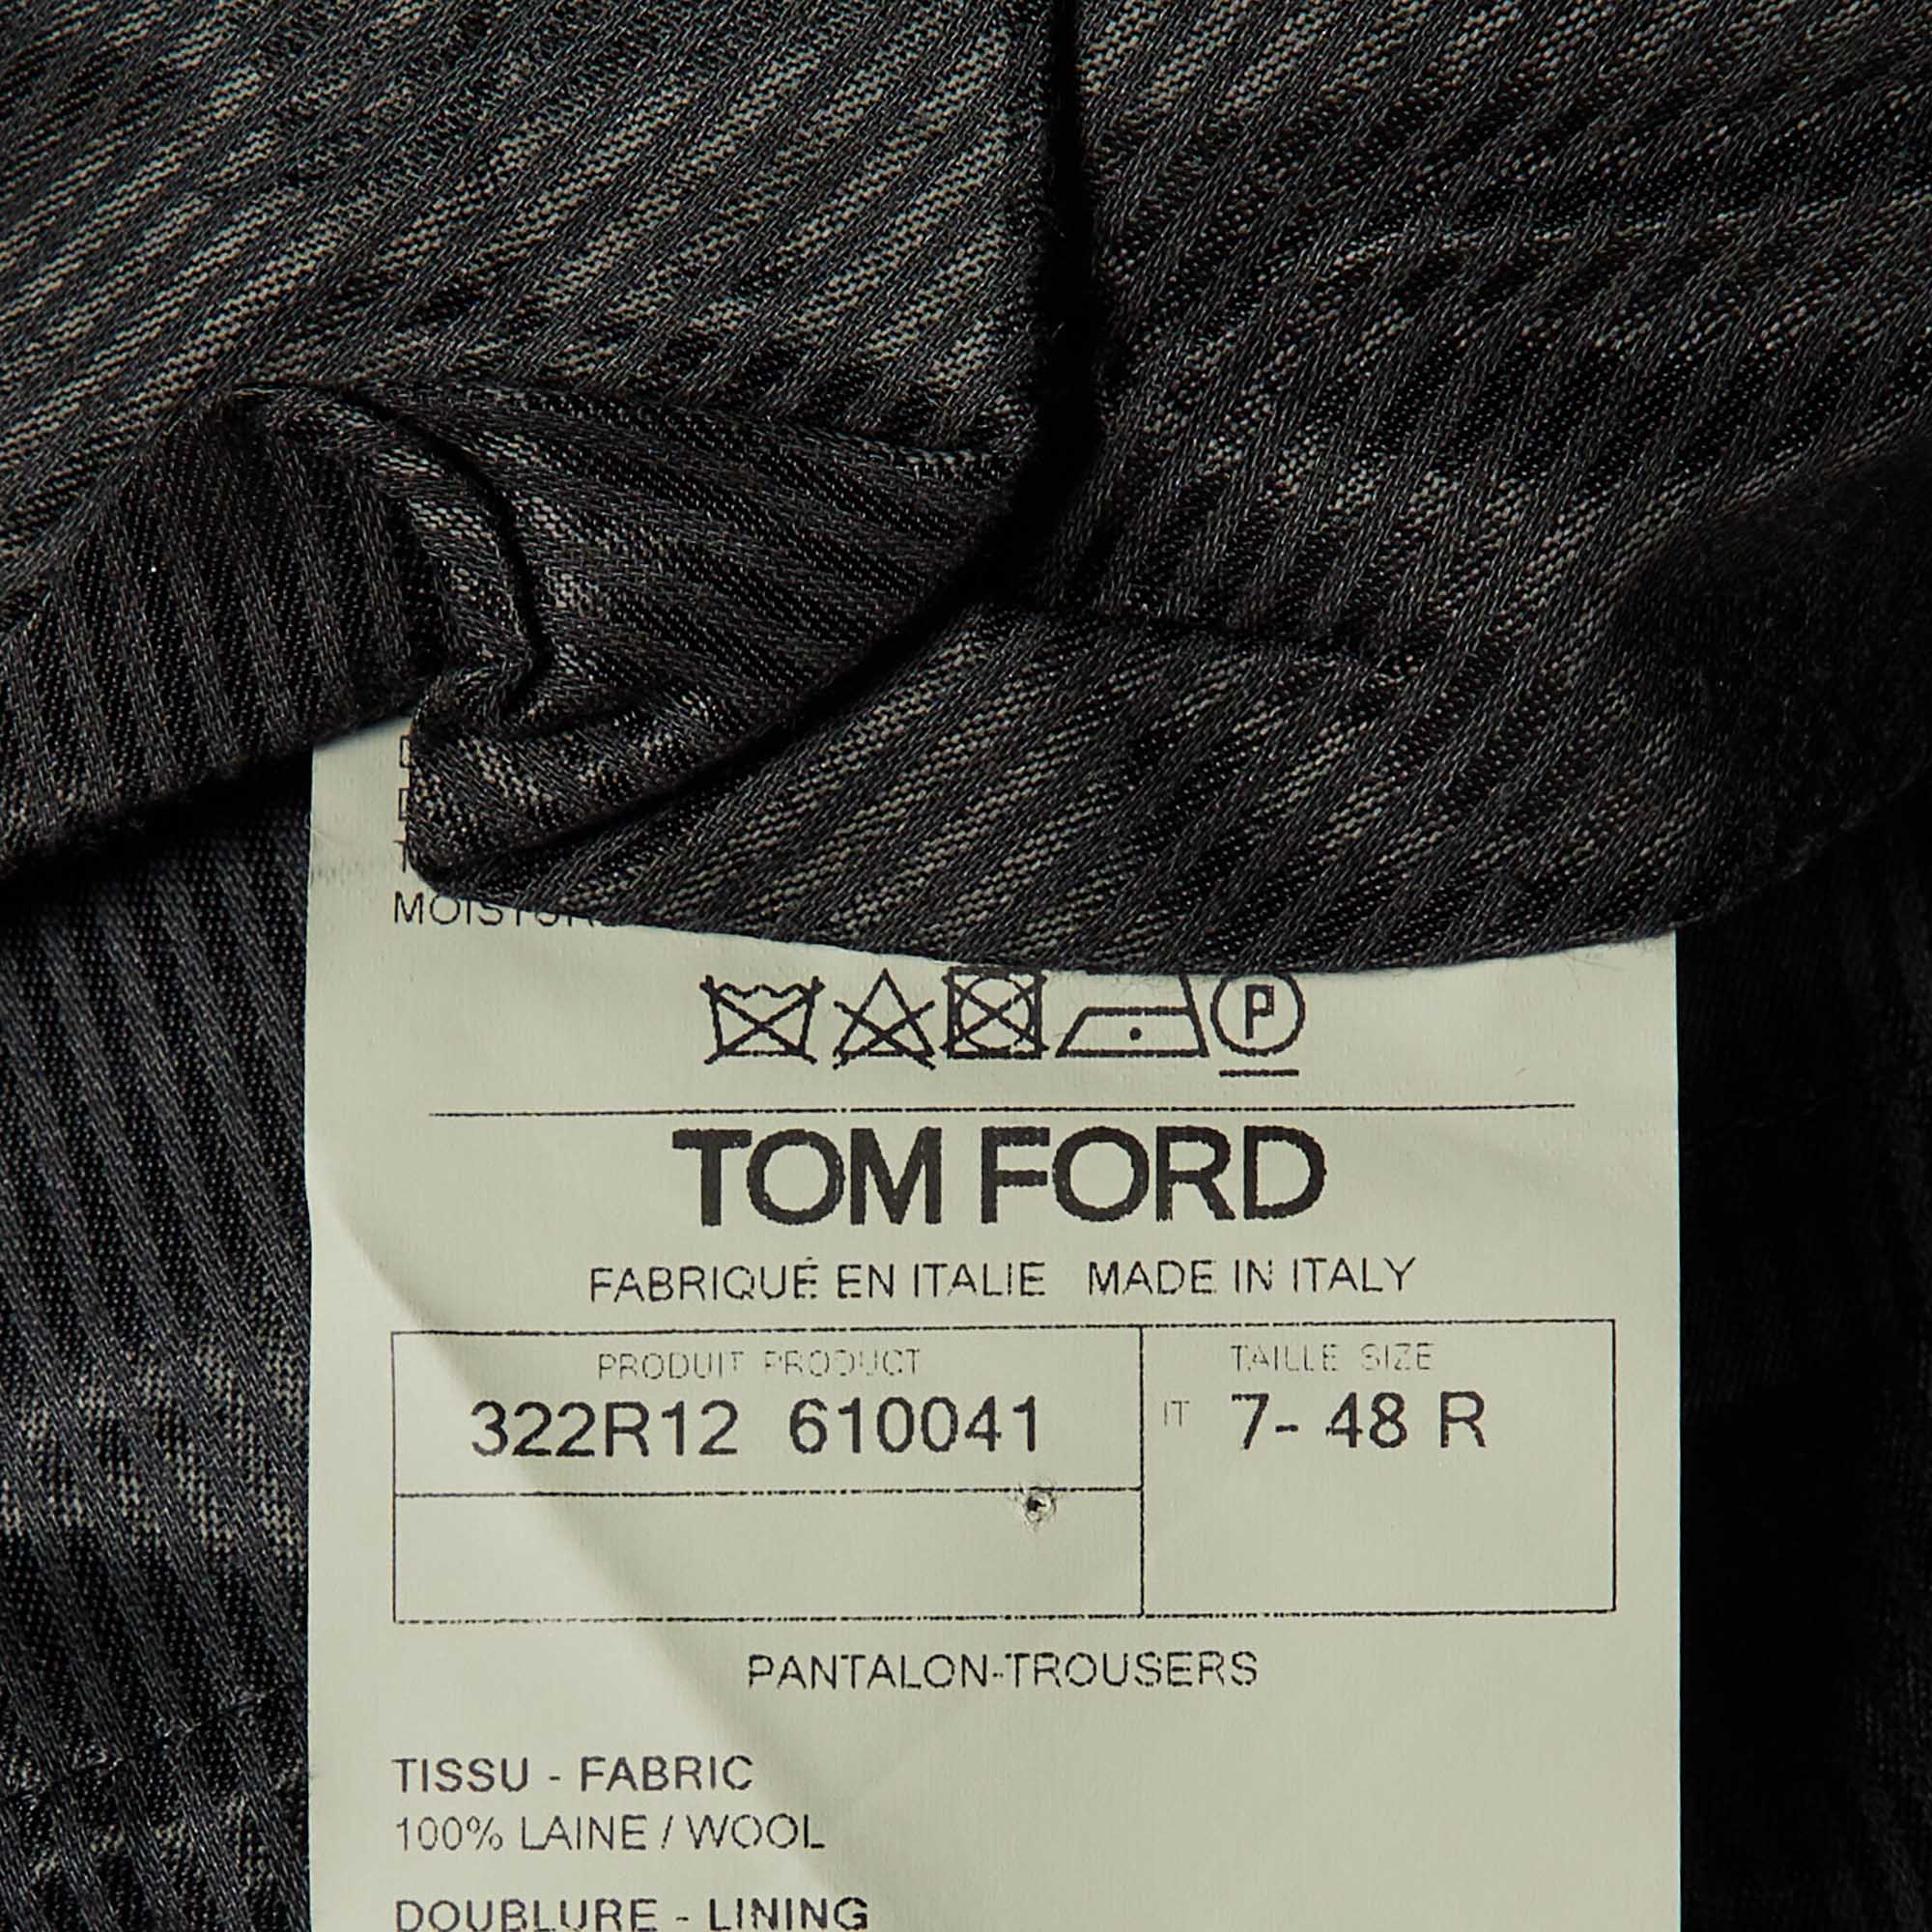 TOM FORD
FABRIQUÉ EN ITALIE MADE IN ITALY
PRODUIT PRODUCT
322R12 610041
TAILLE SIZE
IT 7- 48 R
PANTALON-TROUSERS
TISSU - FABRIC
100% LAINE / WOOL
DOUBLURE - LINING